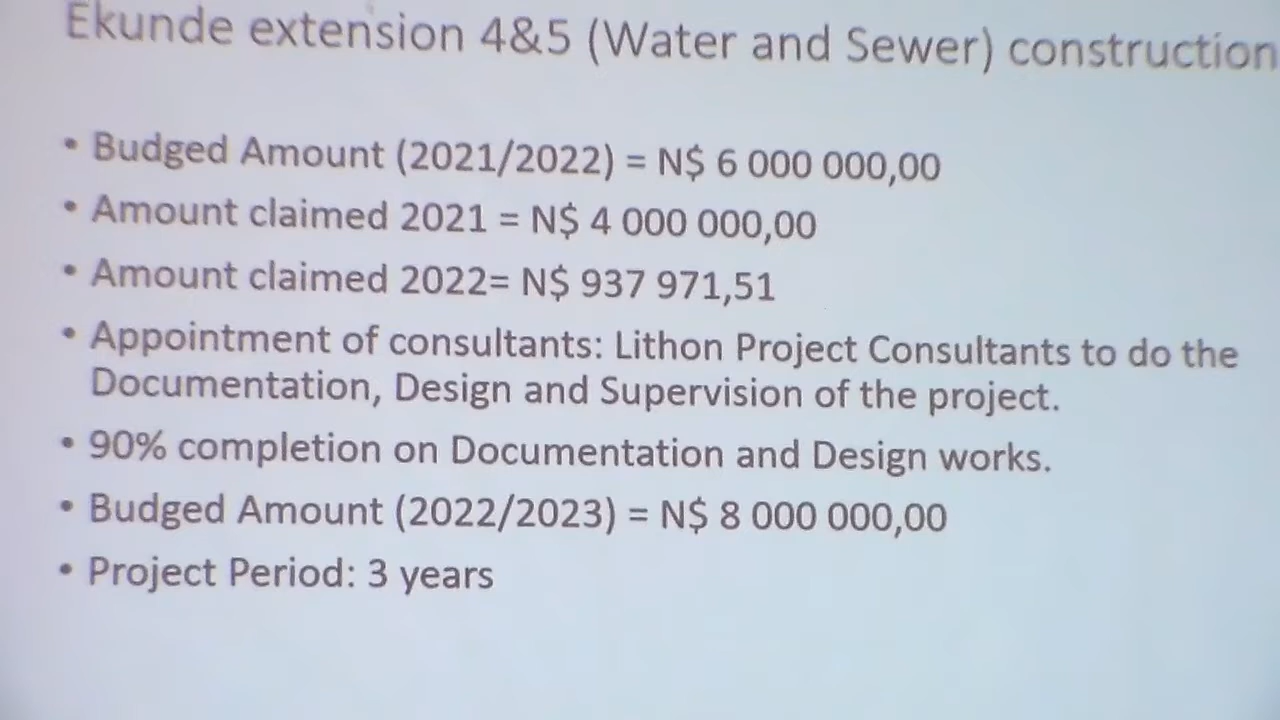 Ekunde extension 4&5 (Water and Sewer) construction
• Budged Amount (2021/2022) = N$ 6 000 000,00
• Amount claimed 2021 = N$ 4 000 000,00
• Amount claimed 2022= N$ 937 971,51
• Appointment of consultants: Lithon Project Consultants to do the
Documentation, Design and Supervision of the project.
• 90% completion on Documentation and Design works.
• Budged Amount (2022/2023) = N$ 8 000 000,00
• Project Period: 3 years